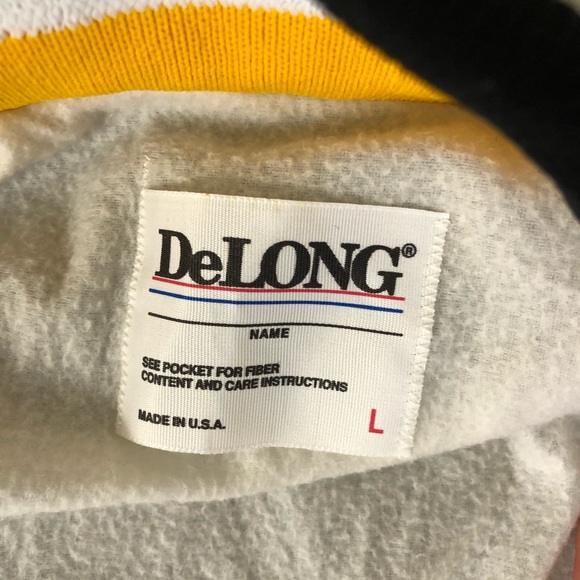 DeLONG®
NAME
SEE POCKET FOR FIBER
CONTENT AND CARE INSTRUCTIONS
MADE IN U.S.A. L